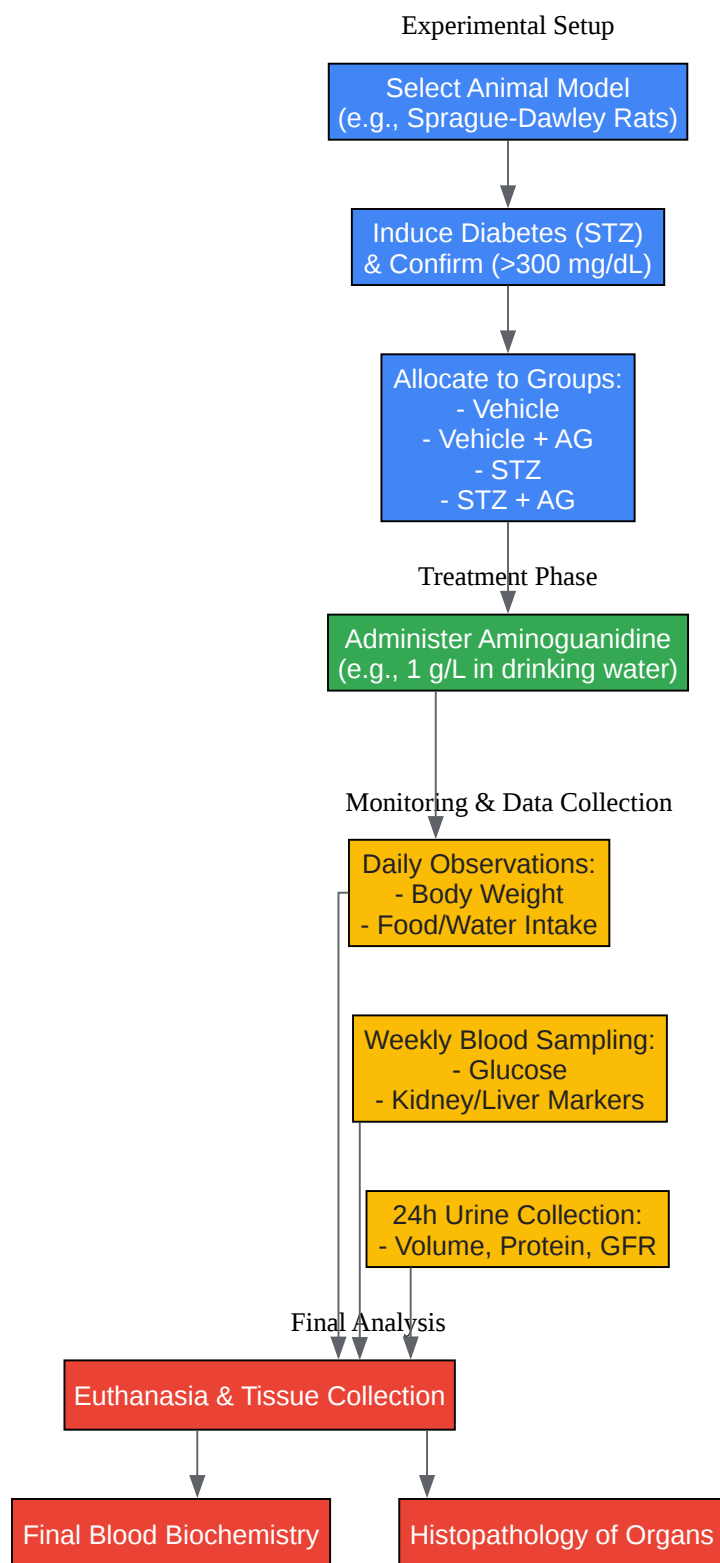 Experimental Setup
Select Animal Model
(e.g., Sprague-Dawley Rats)
Induce Diabetes (STZ)
& Confirm (>300 mg/dL)
Allocate to Groups:
- Vehicle
- Vehicle + AG
- STZ
- STZ + AG
Treatment Phase
Administer Aminoguanidine
(e.g., 1 g/L in drinking water)
Monitoring & Data Collection
Daily Observations:
- Body Weight
- Food/Water Intake
Weekly Blood Sampling:
- Glucose
- Kidney/Liver Markers
24h Urine Collection:
- Volume, Protein, GFR
Final Analysis
Euthanasia & Tissue Collection
Final Blood Biochemistry
Histopathology of Organs